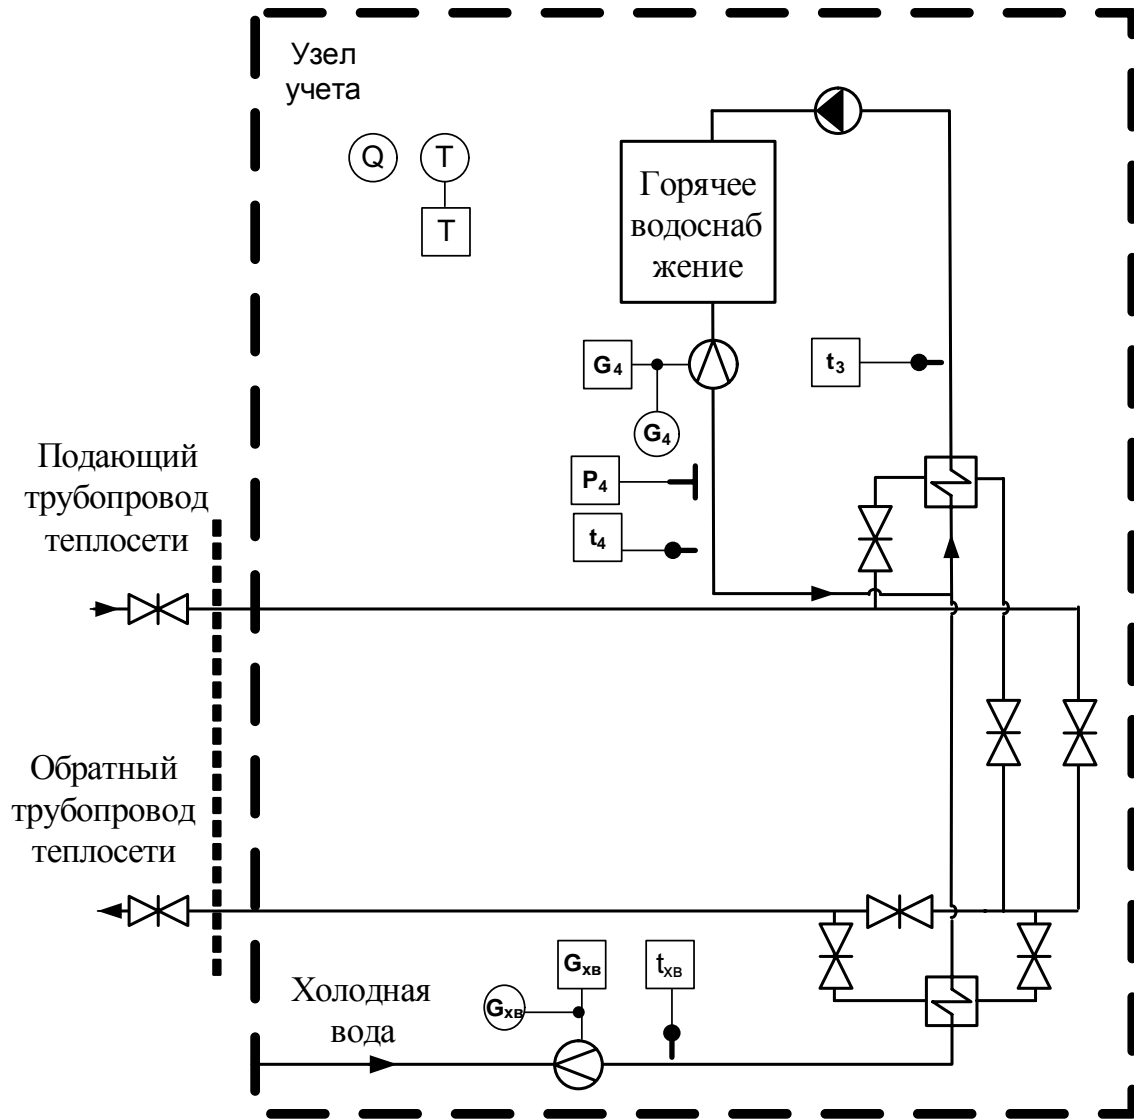 Узел
учета
Q
T
T
Горячее
водоснаб
жение
G4
G4
t3
P4
t4
Подающий
трубопровод
теплосети
Обратный
трубопровод
теплосети
Gхв
Gхв
tхв
Холодная
вода